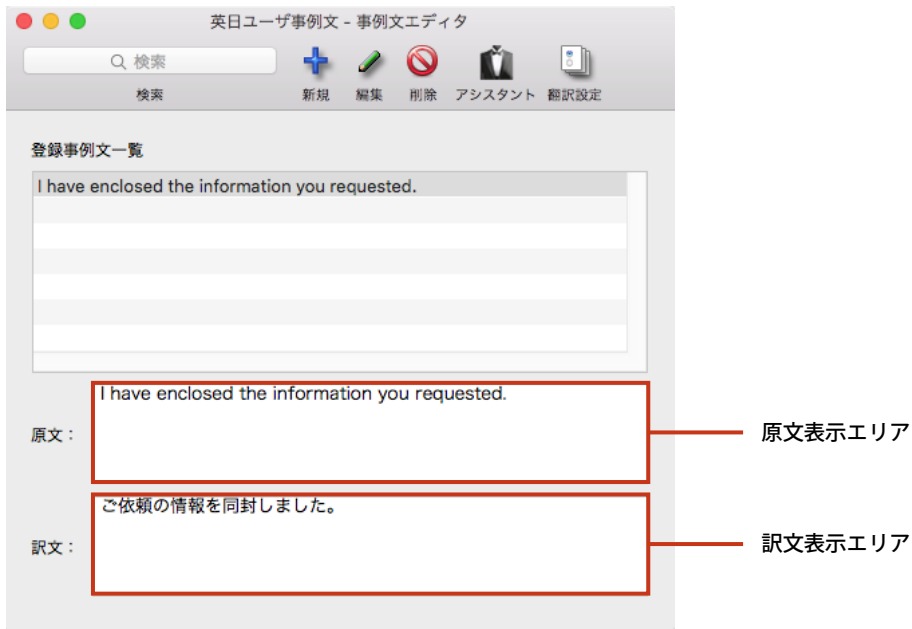 英日ユーザ事例文 - 事例文エディタ
検索
検索 新規 編集 削除 アシスタント 翻訳設定
登録事例文一覧
I have enclosed the information you requested.
I have enclosed the information you requested.
原文：
原文表示エリア
ご依頼の情報を同封しました。
訳文：
訳文表示エリア